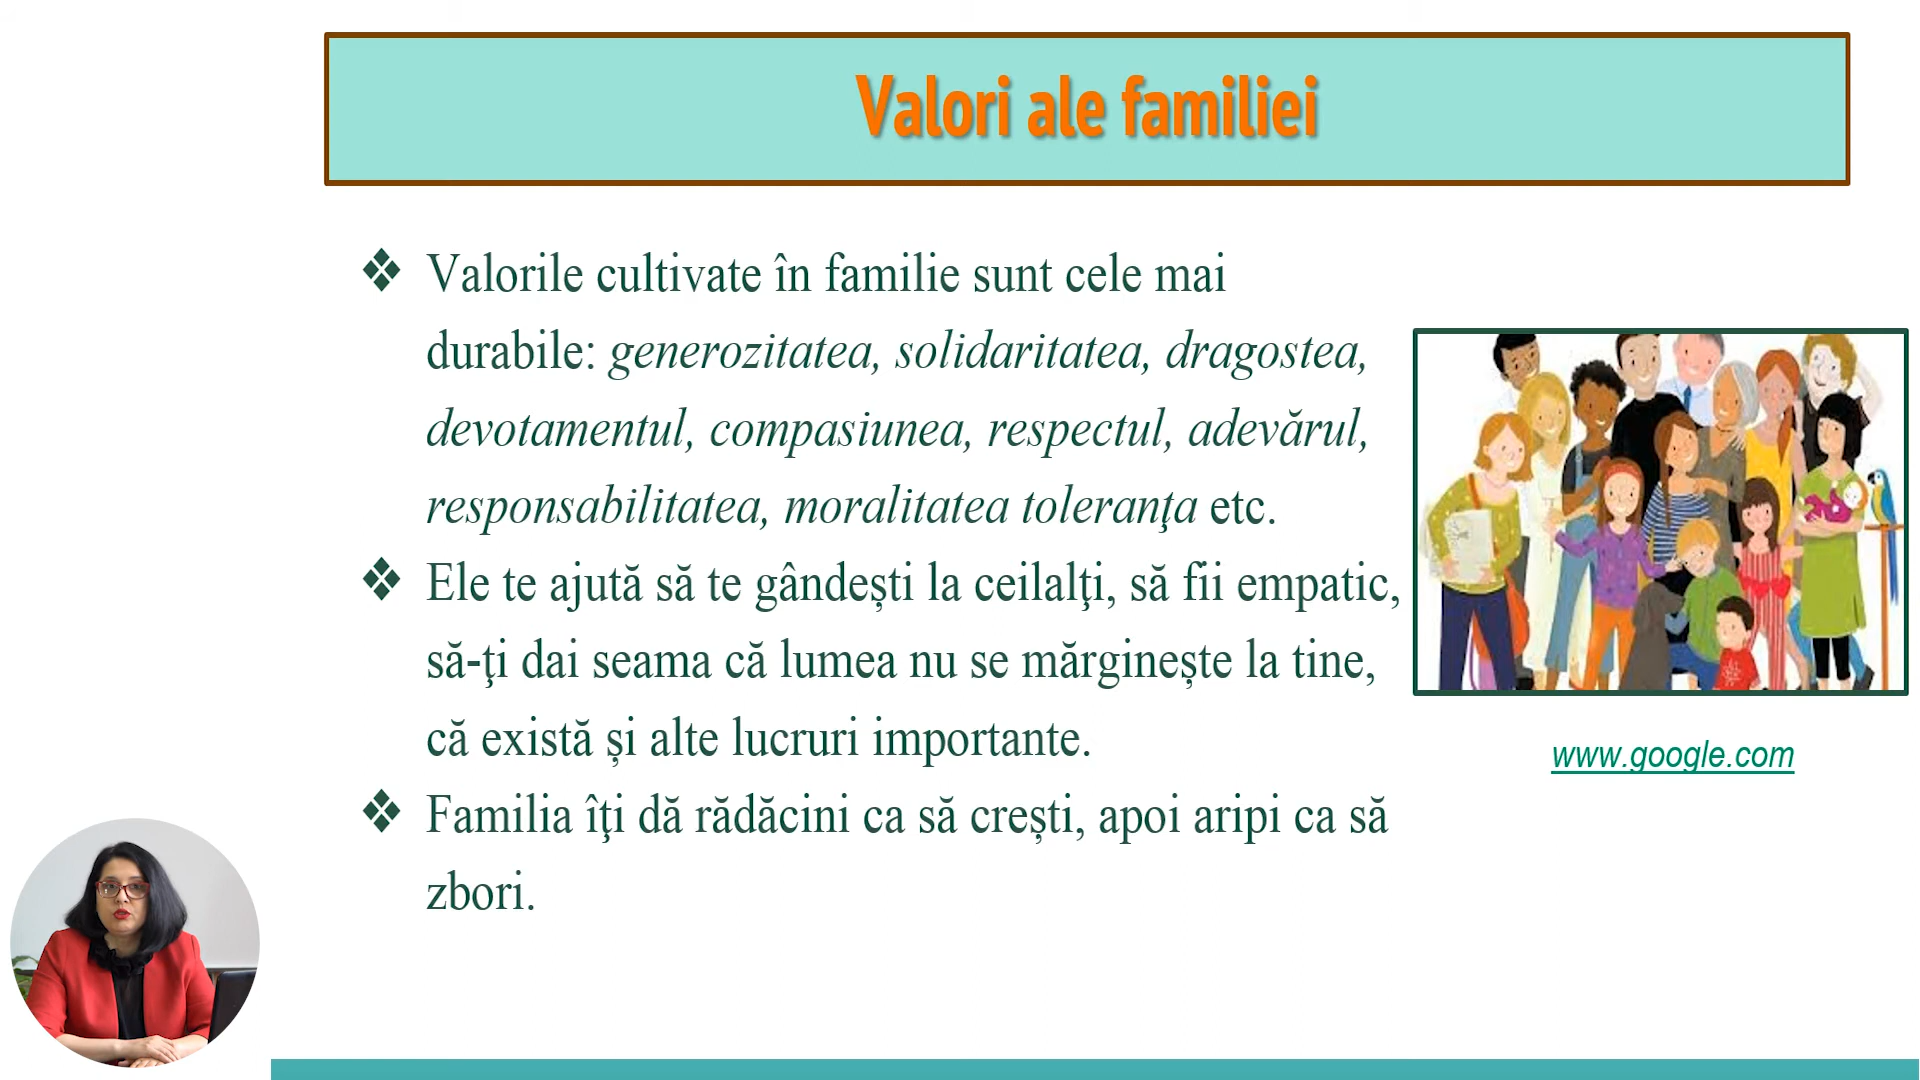 Valori ale familiei
❖ Valorile cultivate în familie sunt cele mai
durabile: generozitatea, solidaritatea, dragostea,
devotamentul, compasiunea, respectul, adevărul,
responsabilitatea, moralitatea toleranţa etc.
❖ Ele te ajută să te gândești la ceilalţi, să fii empatic,
să-ţi dai seama că lumea nu se mărginește la tine,
că există și alte lucruri importante.
❖ Familia îţi dă rădăcini ca să crești, apoi aripi ca să
zbori.
www.google.com